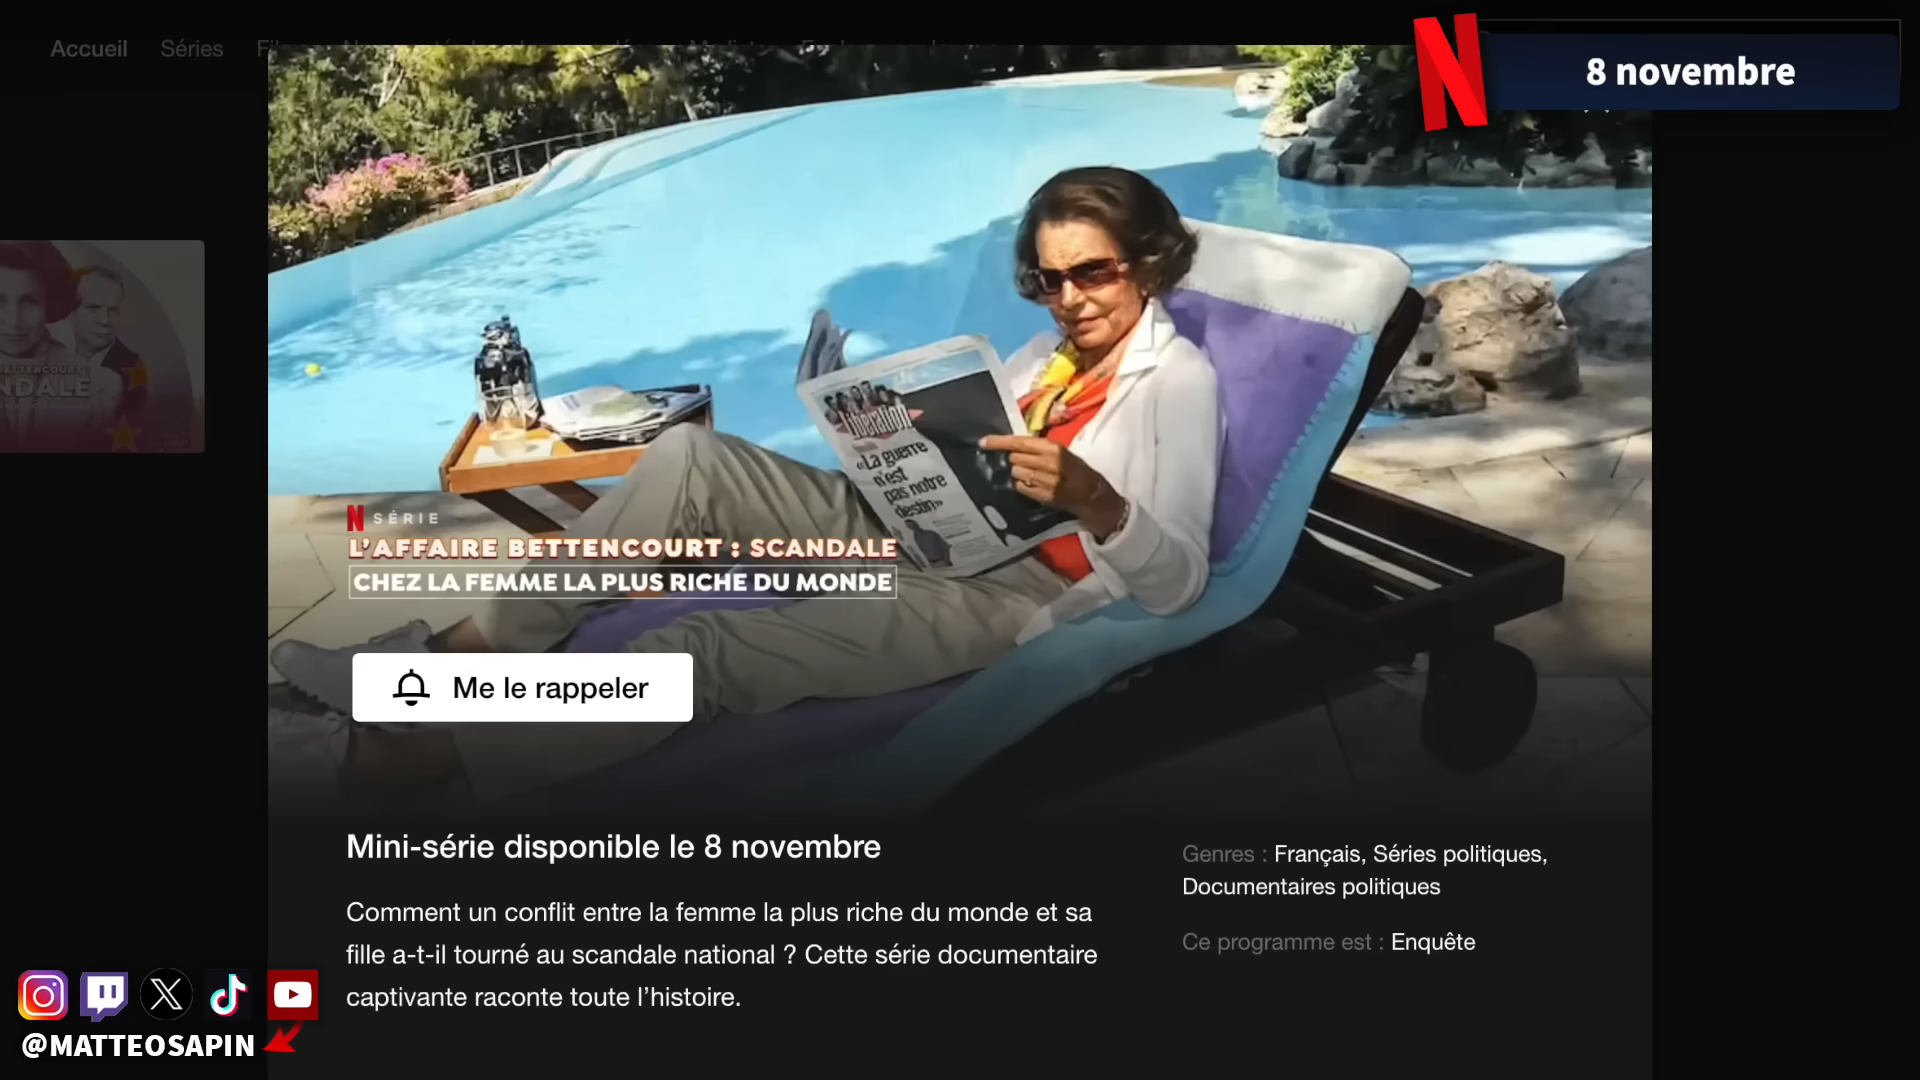 Accueil
Séries
8 novembre
Libération
«La guerre
n'est
pas notre
destin»
BETTENCOURT
NDALE
N SÉRIE
L'AFFAIRE BETTENCOURT : SCANDALE
CHEZ LA FEMME LA PLUS RICHE DU MONDE
Me le rappeler
Mini-série disponible le 8 novembre
Comment un conflit entre la femme la plus riche du monde et sa
fille a-t-il tourné au scandale national ? Cette série documentaire
captivante raconte toute l'histoire.
Genres : Français, Séries politiques,
Documentaires politiques
Ce programme est : Enquête
@MATTEOSAPIN